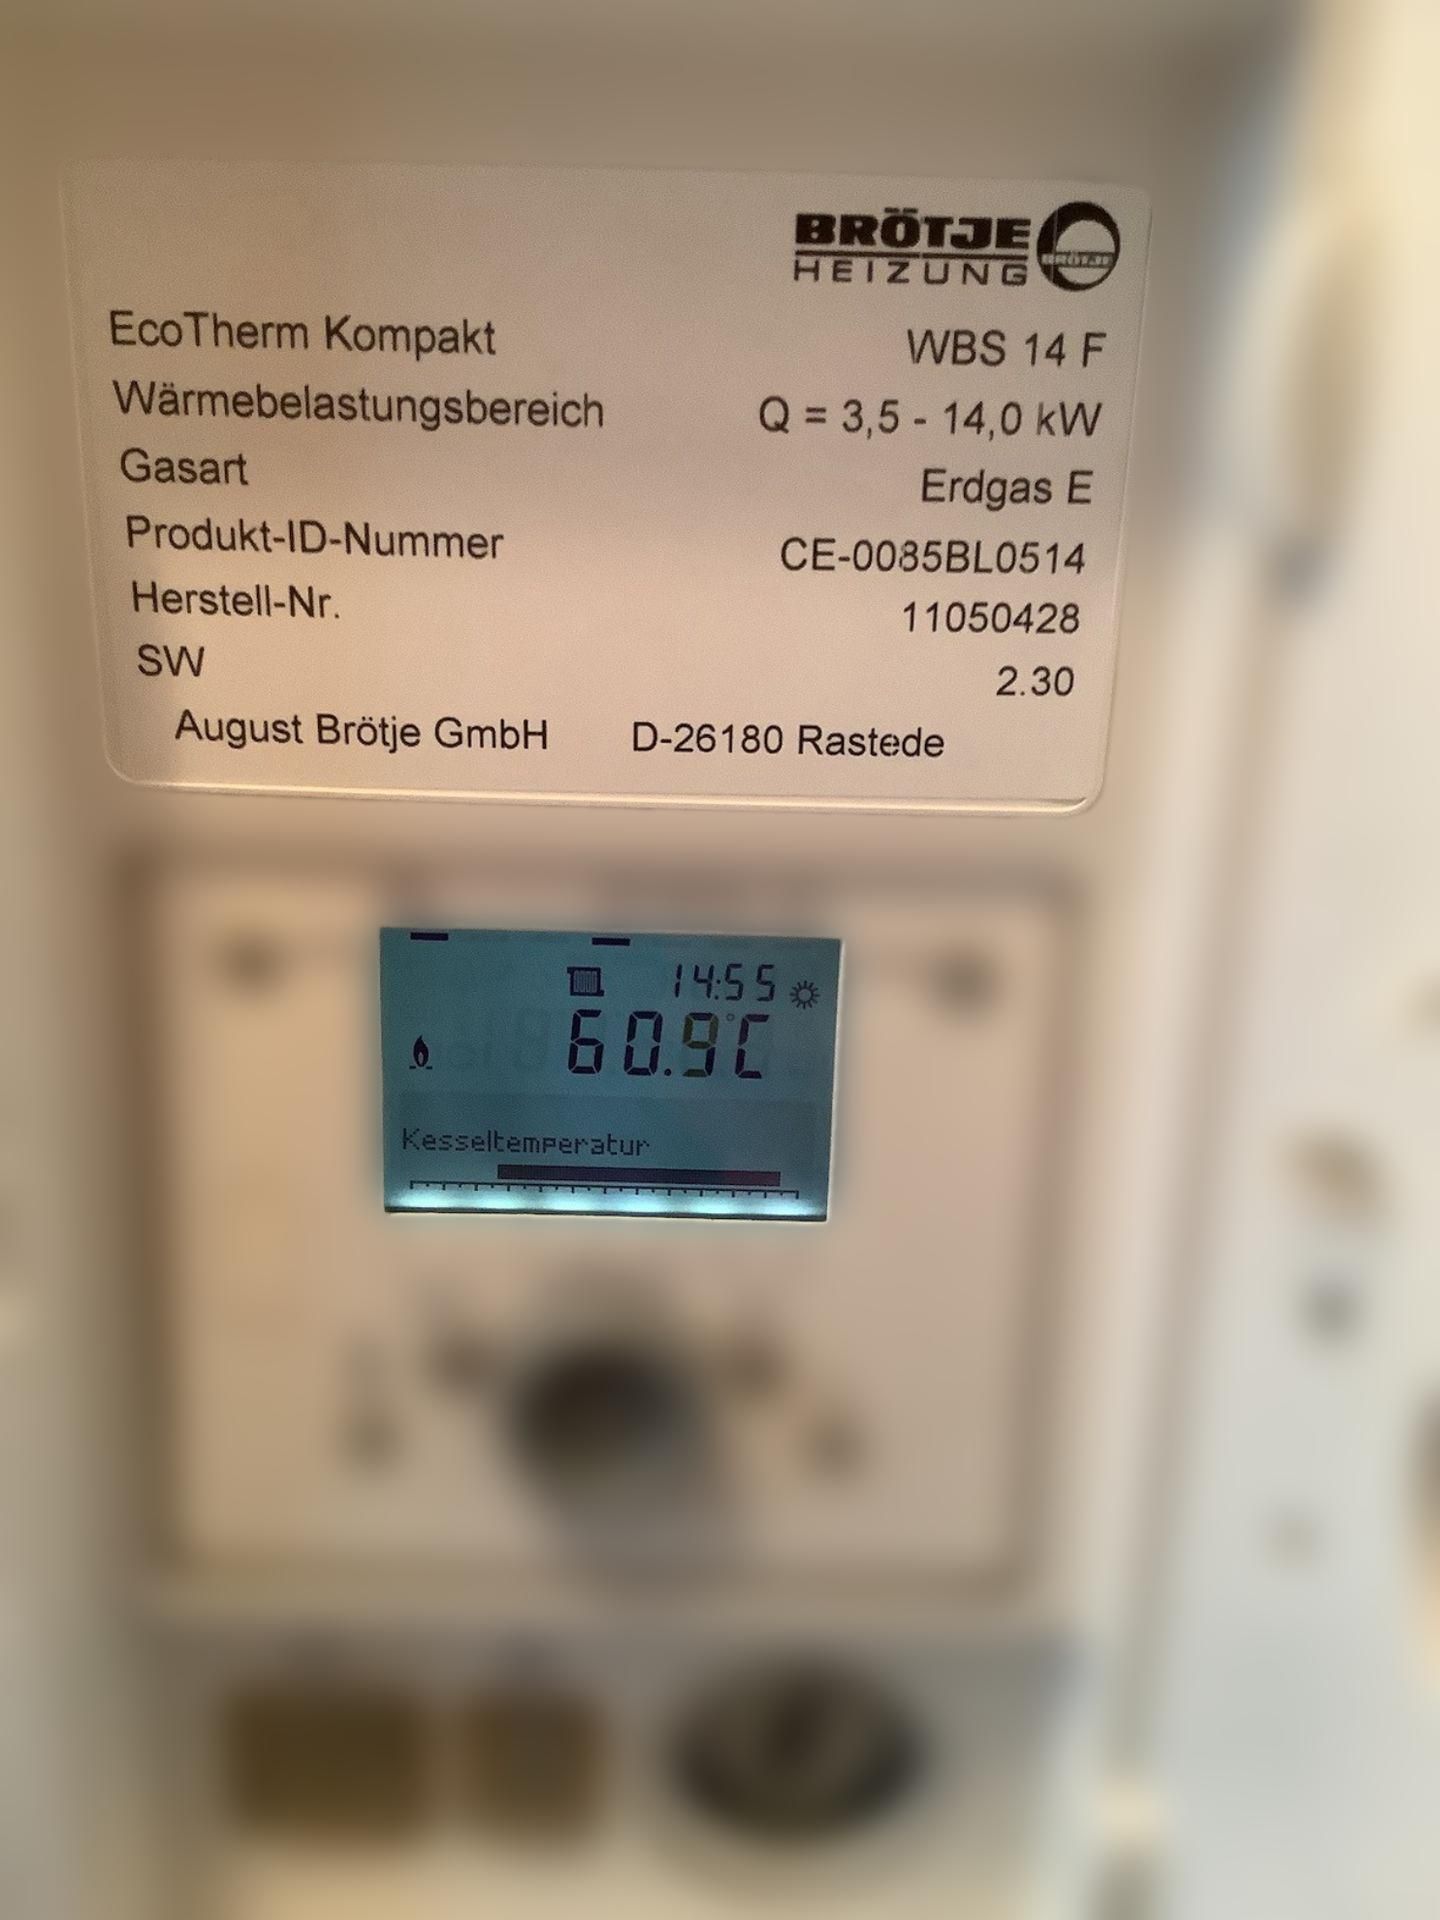 BRÖTJE
HEIZUNG
BRÖTJE
EcoTherm Kompakt WBS 14 F
Wärmebelastungsbereich Q = 3,5 - 14,0 kW
Gasart Erdgas E
Produkt-ID-Nummer CE-0085BL0514
Herstell-Nr. 11050428
SW 2.30
August Brötje GmbH D-26180 Rastede
14:55
60.9°C
Kesseltemperatur